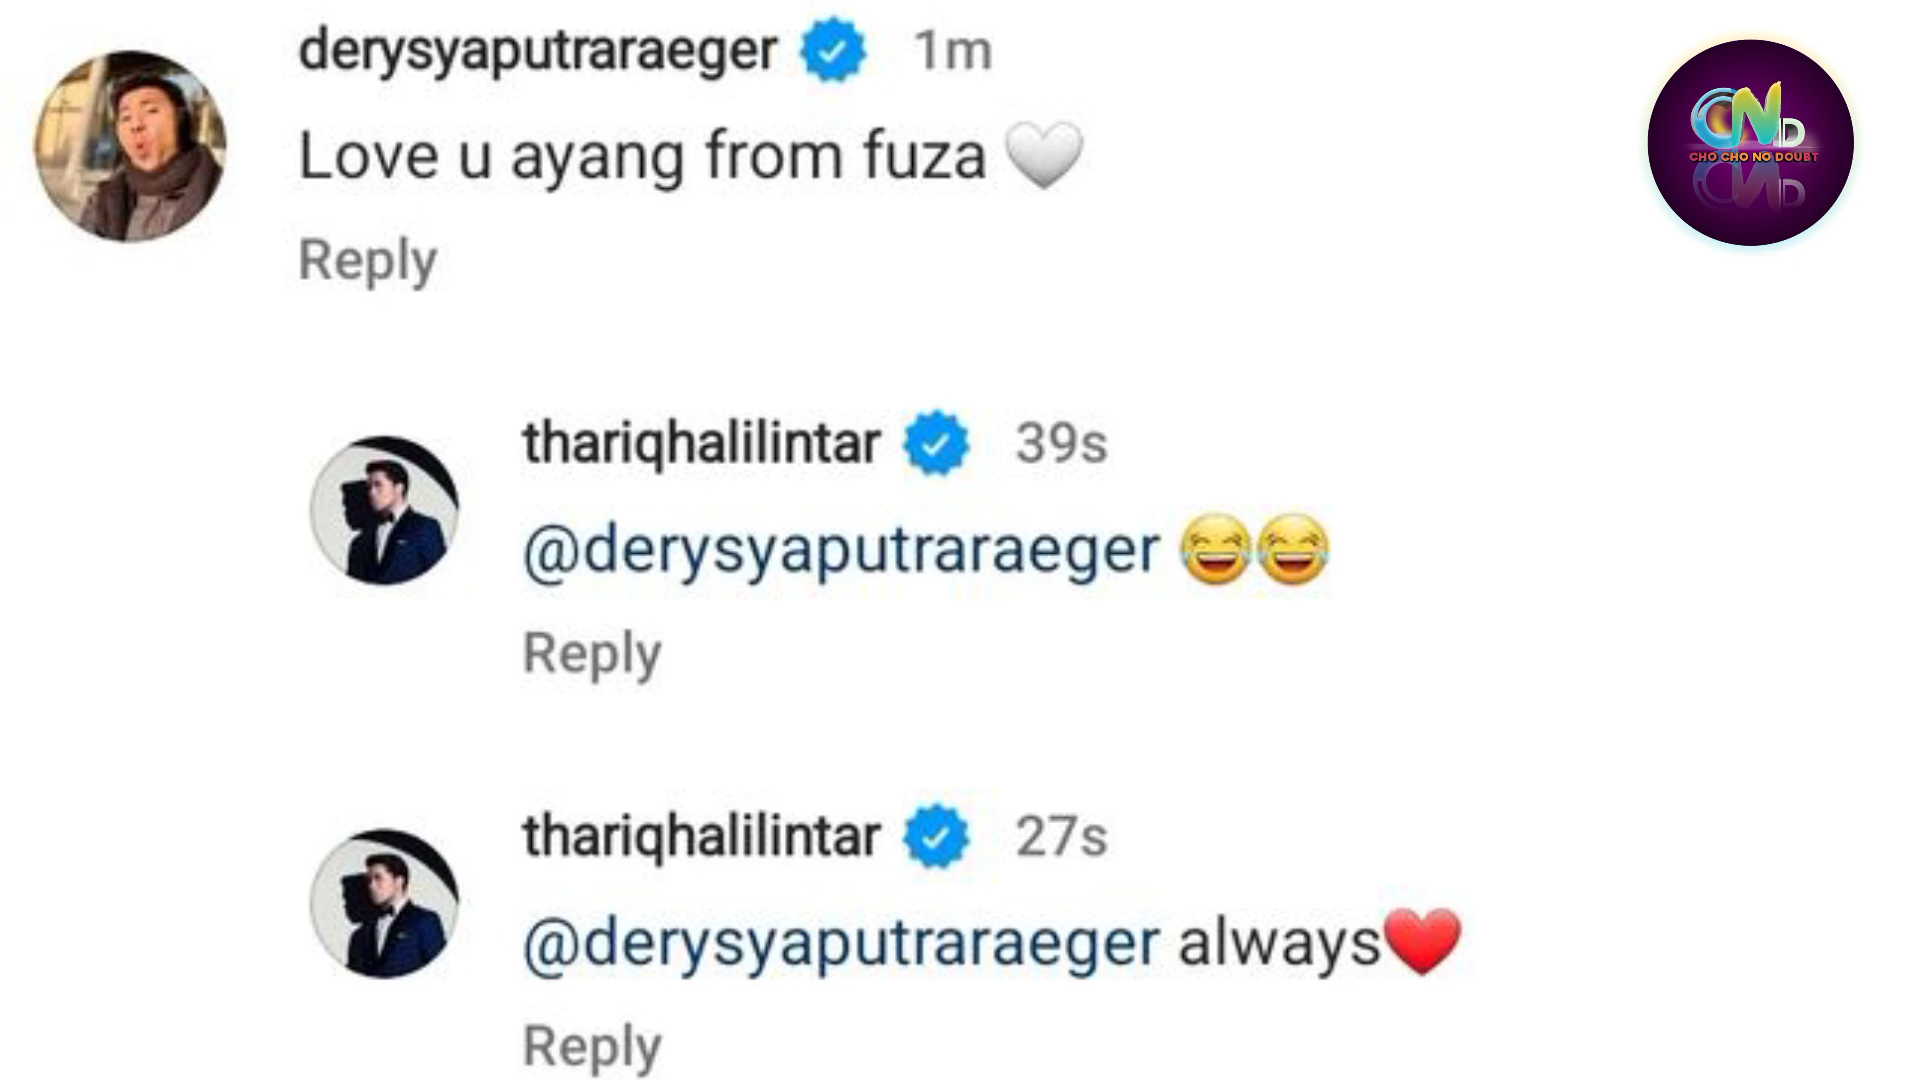 derysyaputraraeger 1m
Love u ayang from fuza 🤍
Reply
CND
CHO CHO NO DOUBT
thariqhalilintar 39s
@derysyaputraraeger 😂😂
Reply
thariqhalilintar 27s
@derysyaputraraeger always❤️
Reply